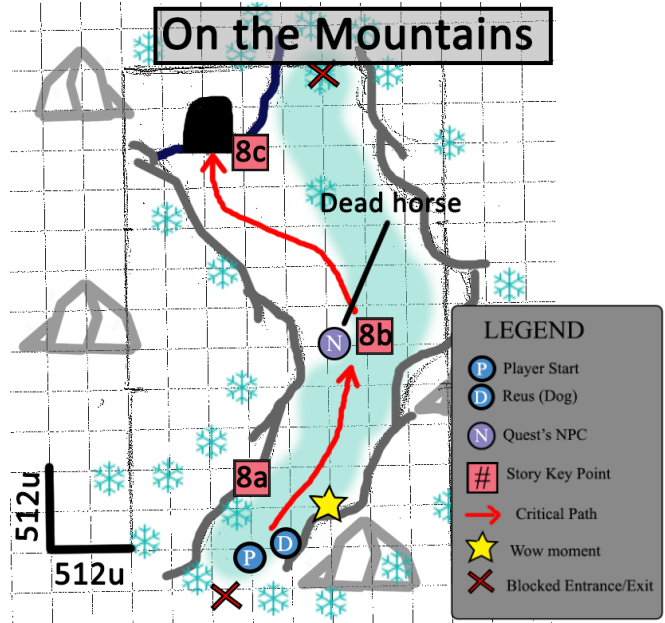 On the Mountains
8c
Dead horse
N
8b
8a
P
D
512u
512u
LEGEND
P Player Start
D Reus (Dog)
N Quest's NPC
# Story Key Point
Critical Path
Wow moment
Blocked Entrance/Exit